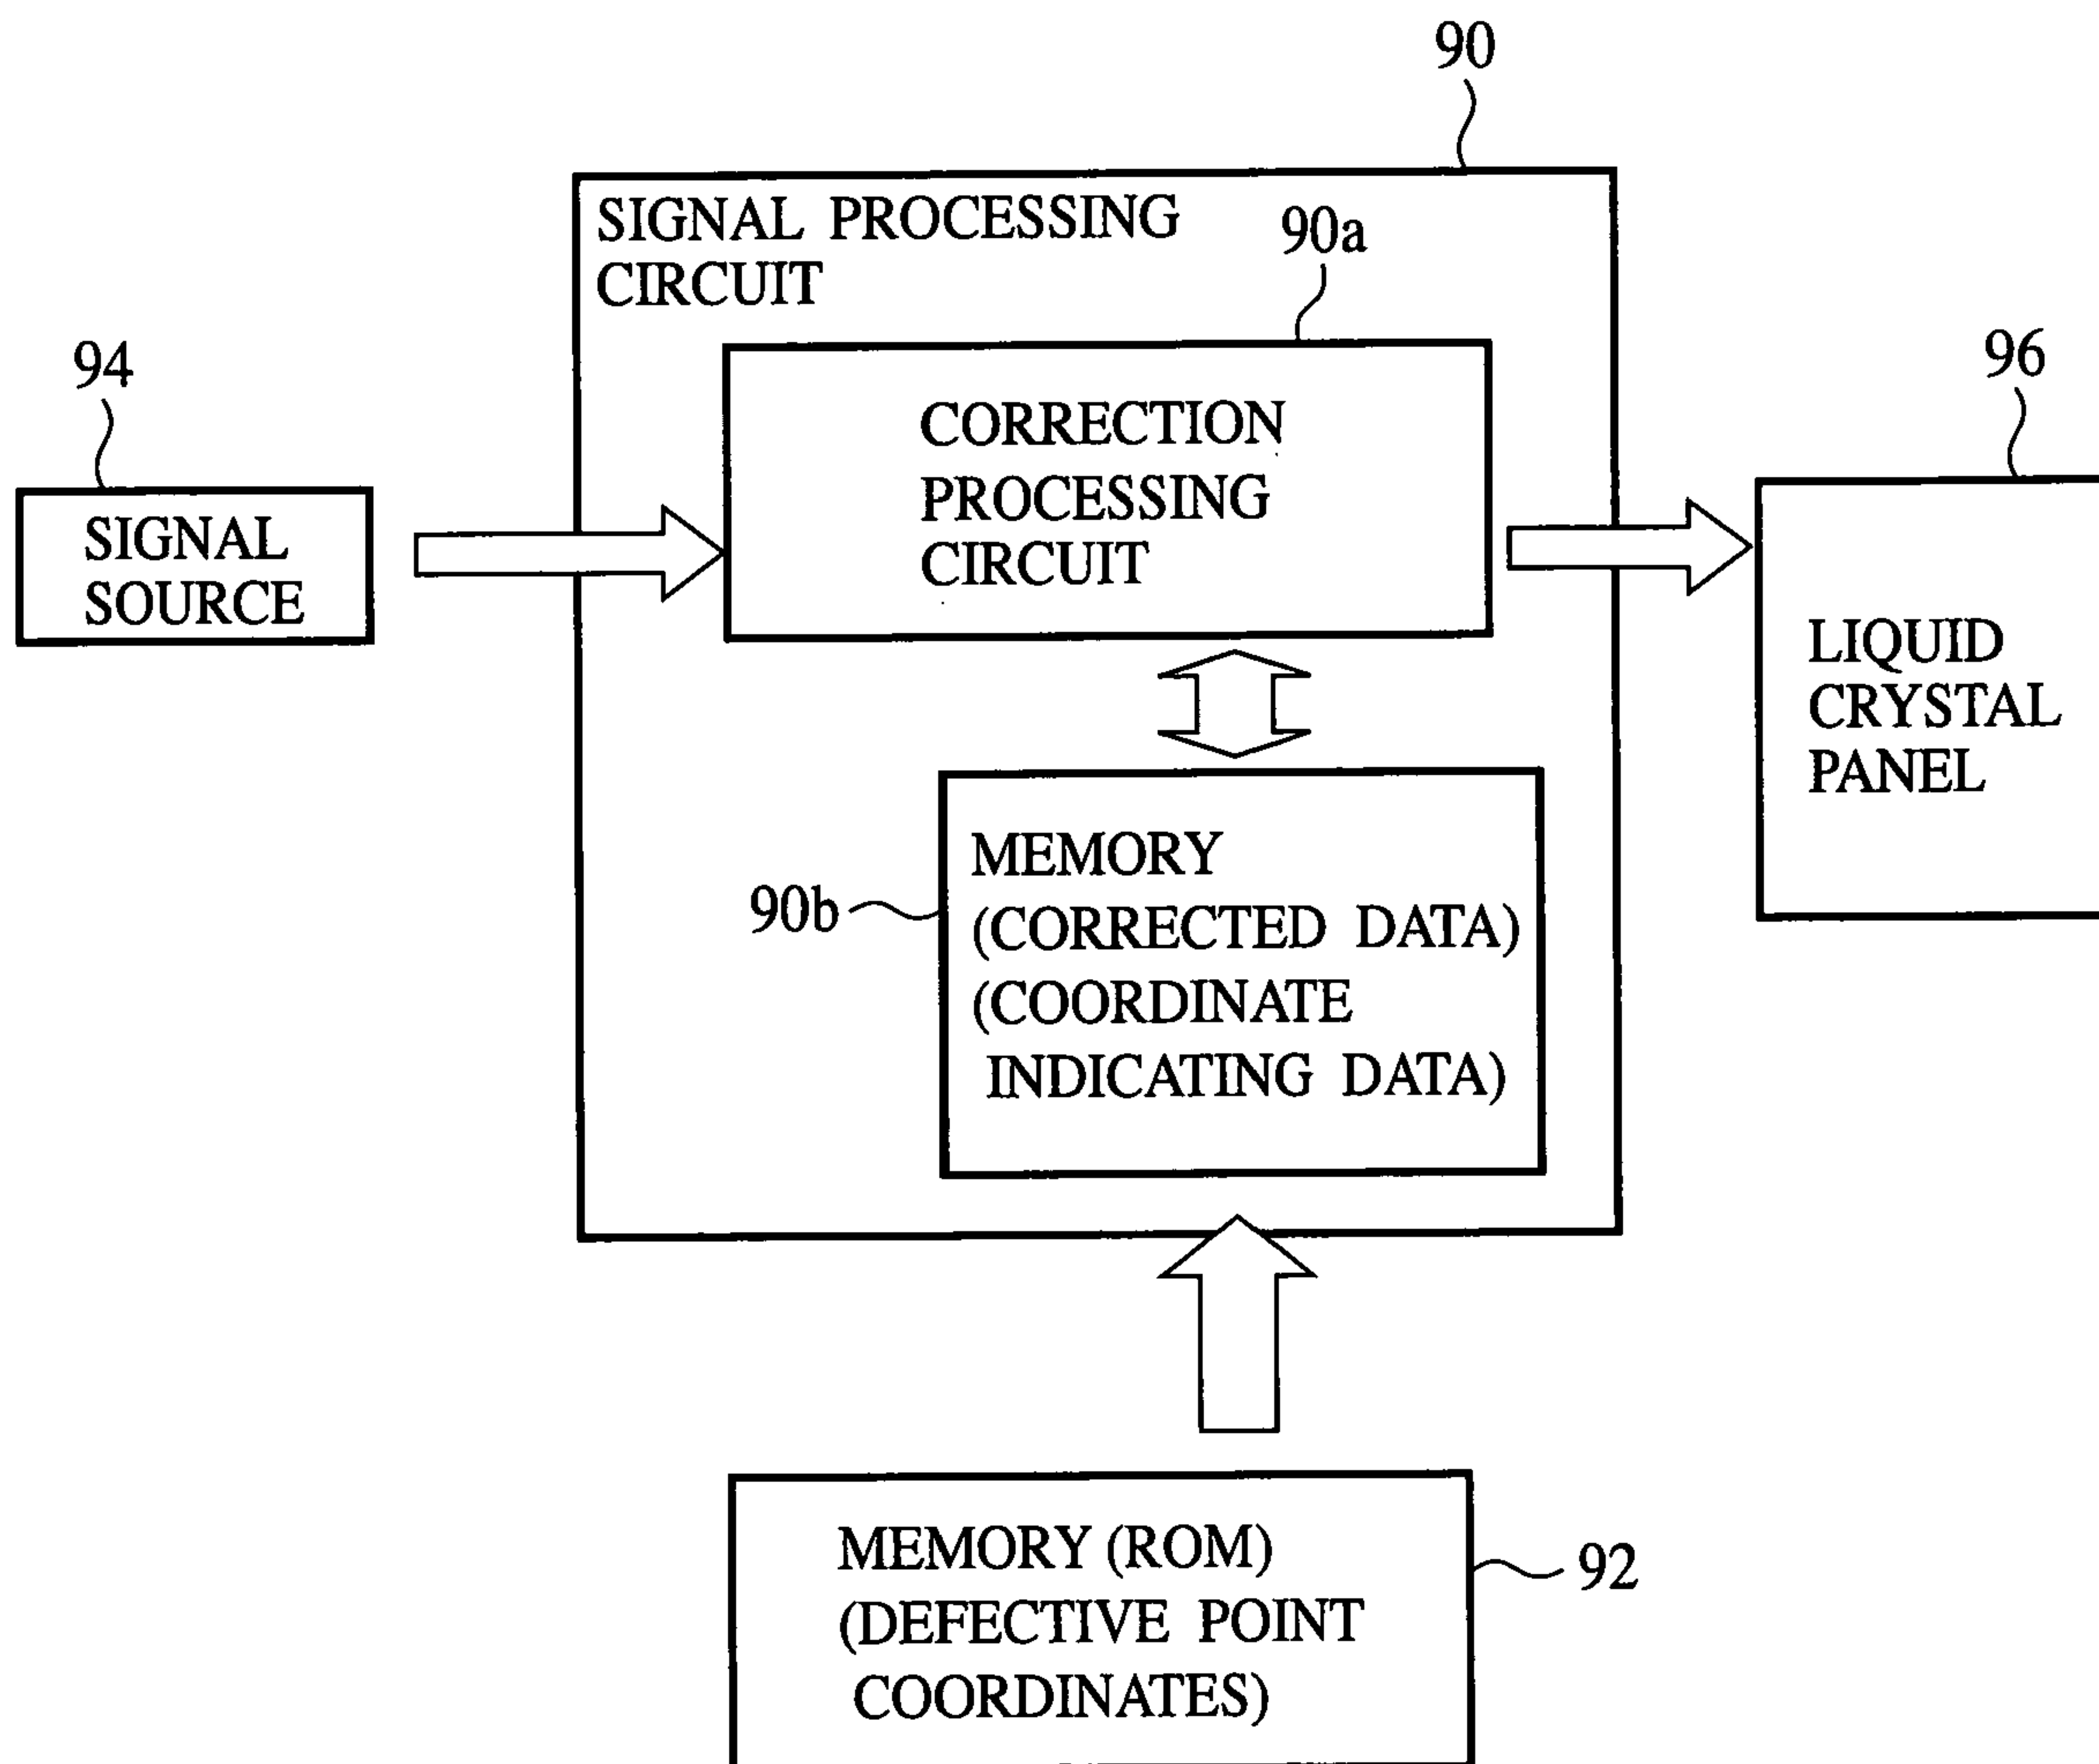 90
SIGNAL PROCESSING
CIRCUIT
90a
94
96
CORRECTION
PROCESSING
CIRCUIT
SIGNAL
SOURCE
LIQUID
CRYSTAL
PANEL
90b
MEMORY
(CORRECTED DATA)
(COORDINATE
INDICATING DATA)
MEMORY (ROM)
(DEFECTIVE POINT
COORDINATES)
92